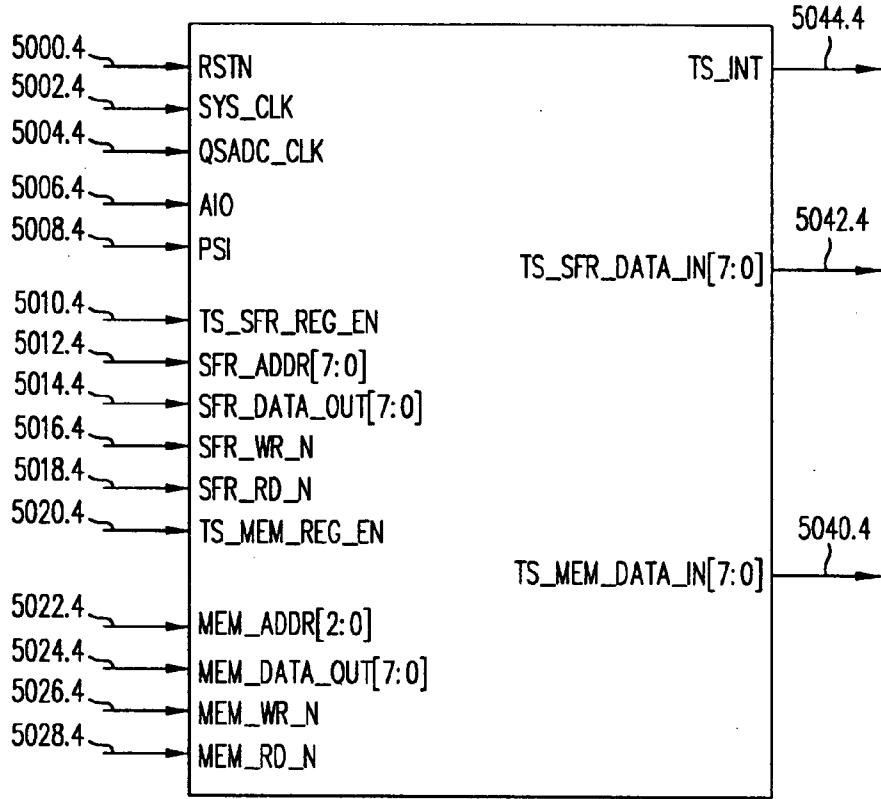 5000.4 RSTN
5002.4 SYS_CLK
5004.4 QSADC_CLK
5006.4 AIO
5008.4 PSI
5010.4 TS_SFR_REG_EN
5012.4 SFR_ADDR[7:0]
5014.4 SFR_DATA_OUT[7:0]
5016.4 SFR_WR_N
5018.4 SFR_RD_N
5020.4 TS_MEM_REG_EN
5022.4 MEM_ADDR[2:0]
5024.4 MEM_DATA_OUT[7:0]
5026.4 MEM_WR_N
5028.4 MEM_RD_N
TS_INT 5044.4
TS_SFR_DATA_IN[7:0] 5042.4
TS_MEM_DATA_IN[7:0] 5040.4